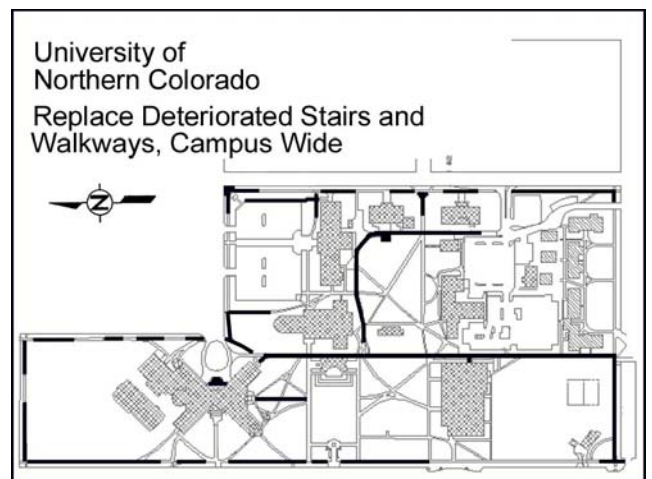 University of
Northern Colorado
Replace Deteriorated Stairs and
Walkways, Campus Wide
N